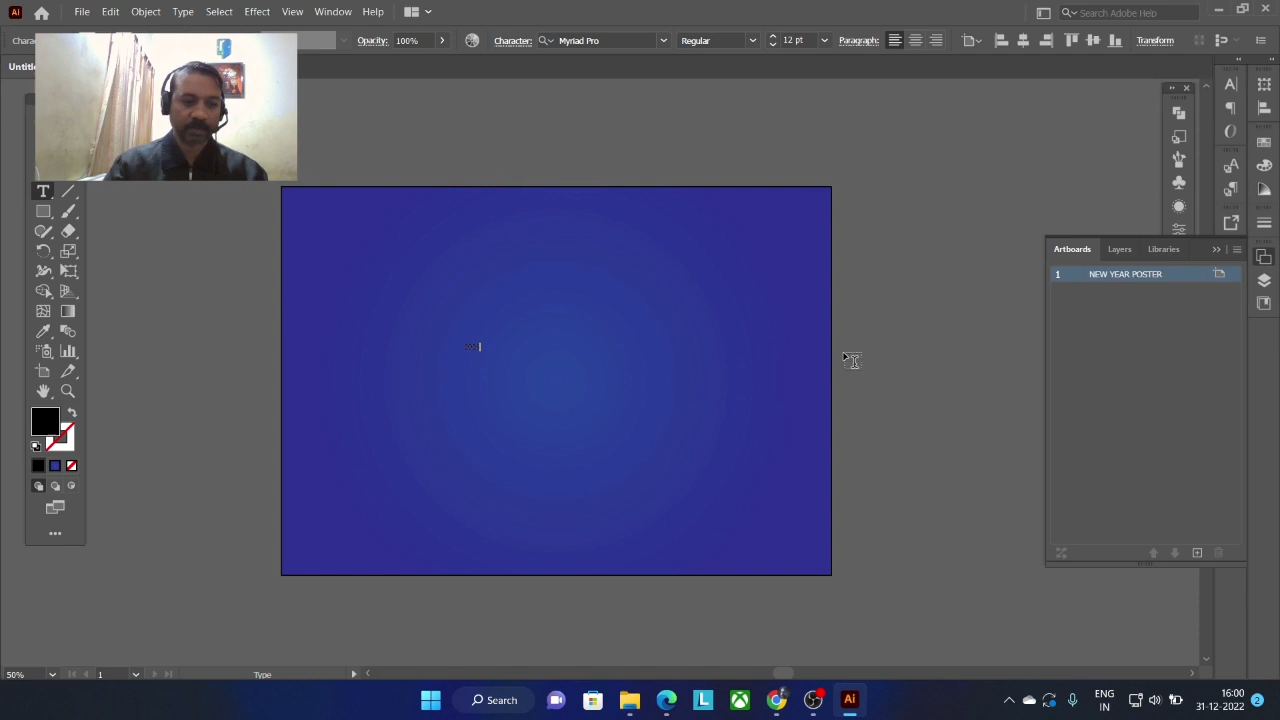 Ai File Edit Object Type Select Effect View Window Help Search Adobe Help
Opacity: 100% Character: Myriad Pro Regular 12 pt Paragraph: Transform
Artboards Layers Libraries
1 NEW YEAR POSTER
50% 1 Type
Search L Ai ENG IN 16:00 31-12-2022 2